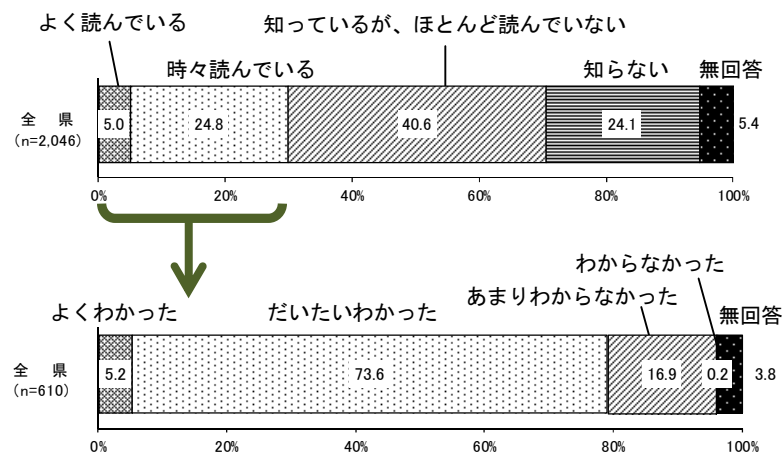 よく読んでいる
知っているが、ほとんど読んでいない
時々読んでいる
知らない
無回答
全 県
(n=2,046)
5.0
24.8
40.6
24.1
5.4
0%
20%
40%
60%
80%
100%
わからなかった
あまりわからなかった
よくわかった
だいたいわかった
無回答
全 県
(n=610)
5.2
73.6
16.9
0.2
3.8
0%
20%
40%
60%
80%
100%